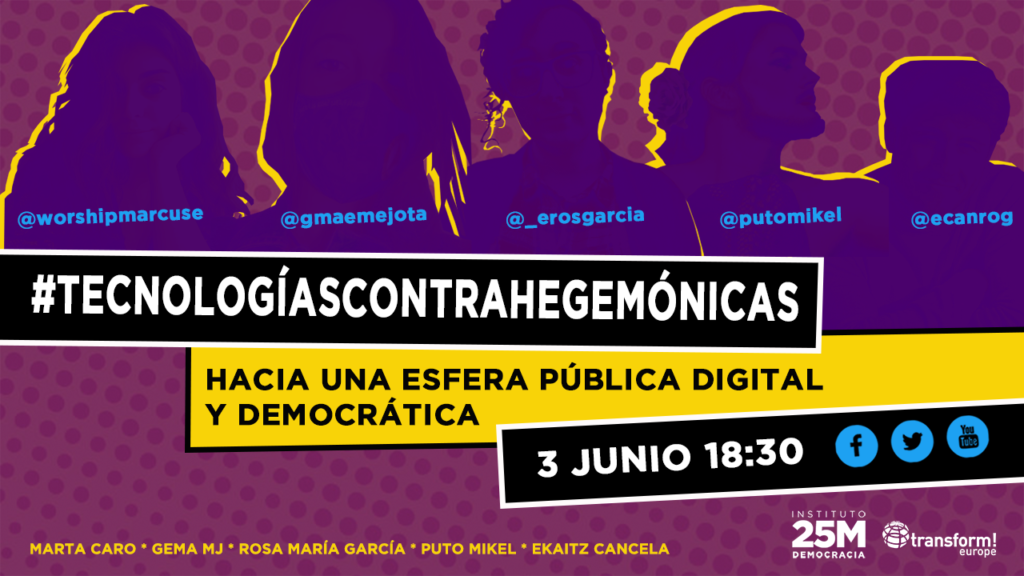 @worshipmarcuse
@gmaemejota
@_erosgarcia
@putomikel
@ecanrog
#TECNOLOGÍASCONTRAHEGEMÓNICAS
HACIA UNA ESFERA PÚBLICA DIGITAL
Y DEMOCRÁTICA
3 JUNIO 18:30
You
Tube
MARTA CARO * GEMA MJ * ROSA MARÍA GARCÍA * PUTO MIKEL * EKAITZ CANCELA
INSTITUTO
25M
DEMOCRACIA
transform!
europe